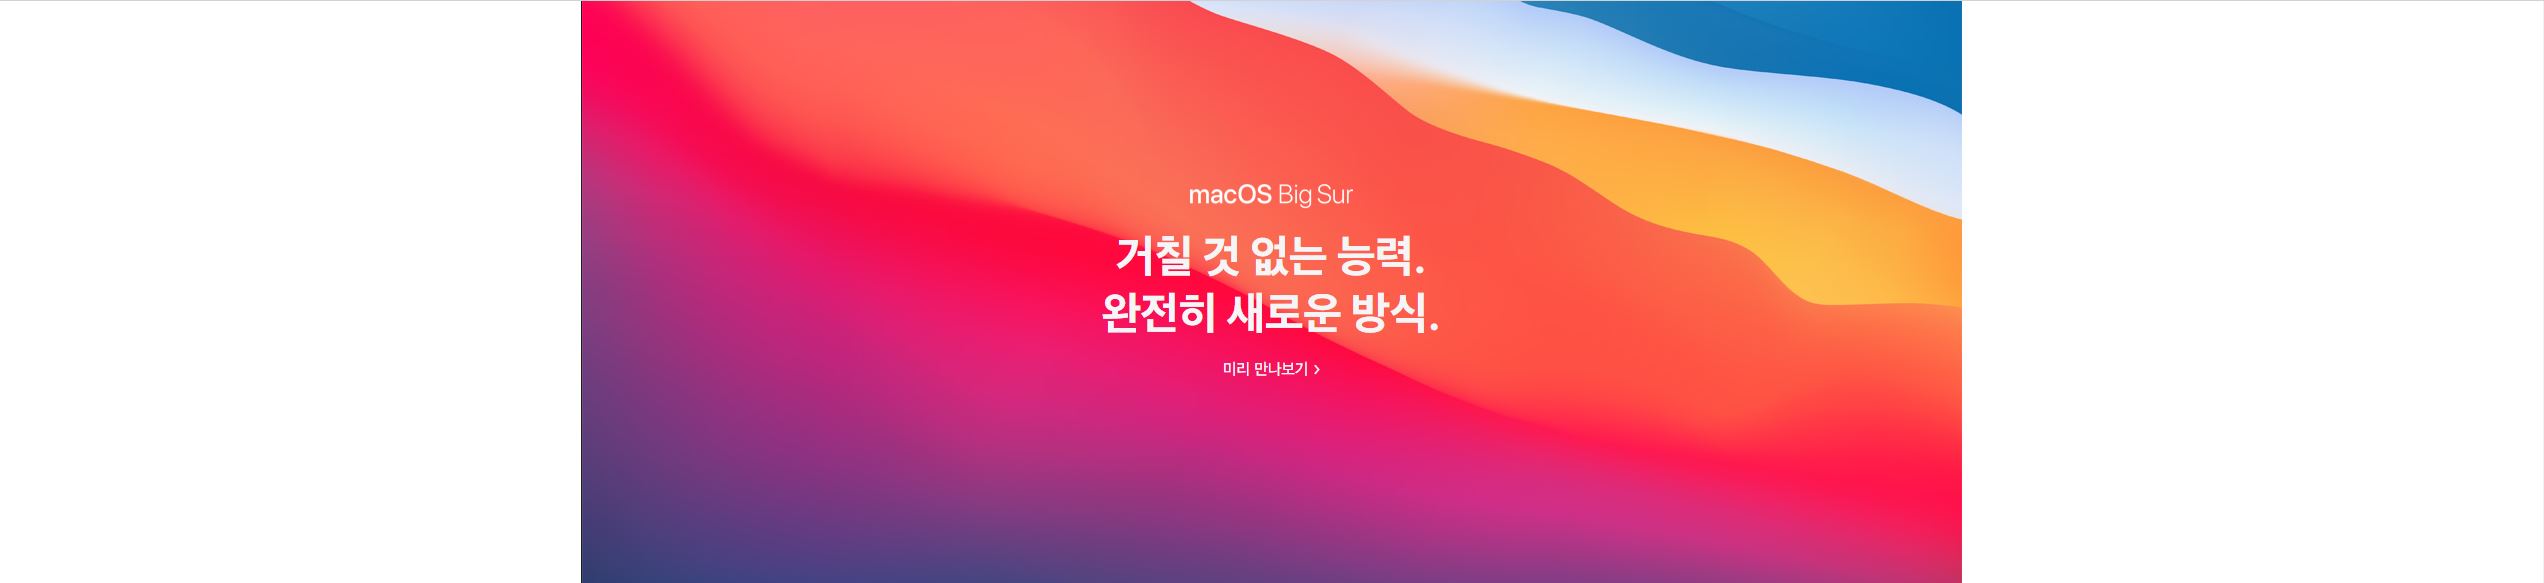 macOS Big Sur
거칠 것 없는 능력.
완전히 새로운 방식.
미리 만나보기 >